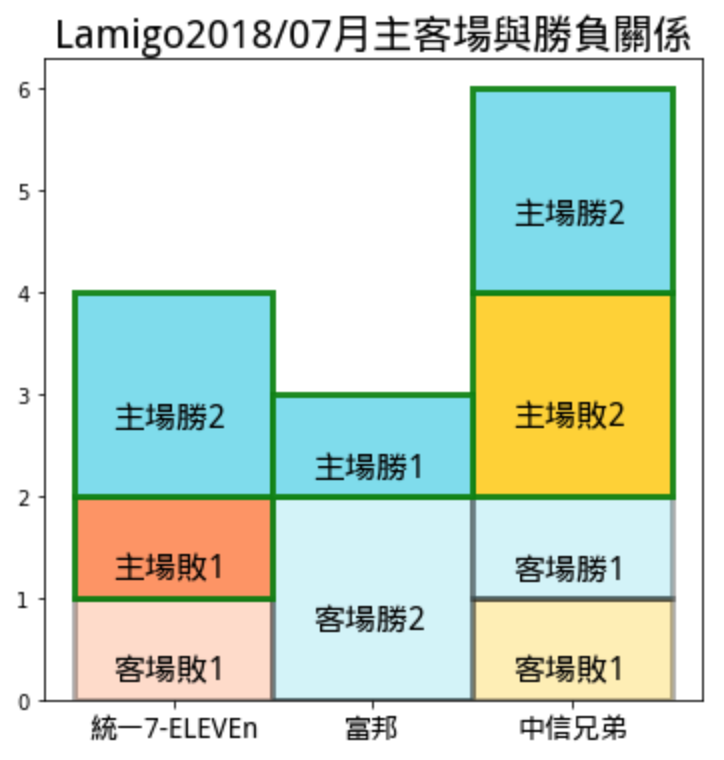 Lamigo2018/07月主客場與勝負關係
6
5
4
3
2
1
0
主場勝2
主場敗1
客場敗1
主場勝1
客場勝2
主場勝2
主場敗2
客場勝1
客場敗1
統一7-ELEVEn
富邦
中信兄弟